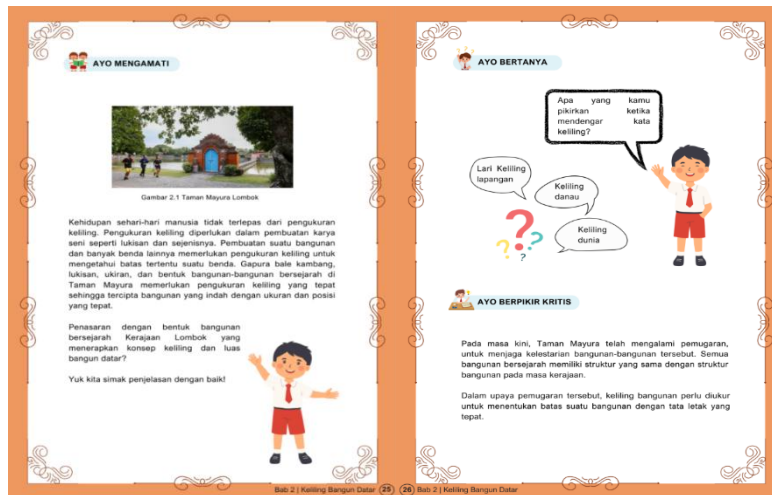 AYO MENGAMATI
Gambar 2.1 Taman Mayura Lombok
Kehidupan sehari-hari manusia tidak terlepas dari pengukuran
keliling. Pengukuran keliling diperlukan dalam pembuatan karya
seni seperti lukisan dan sejenisnya. Pembuatan suatu bangunan
dan banyak benda lainnya memerlukan pengukuran keliling untuk
mengetahui batas tertentu suatu benda. Gapura bale kambang,
lukisan, ukiran, dan bentuk bangunan-bangunan bersejarah di
Taman Mayura memerlukan pengukuran keliling yang tepat
sehingga tercipta bangunan yang indah dengan ukuran dan posisi
yang tepat.
Penasaran dengan bentuk bangunan
bersejarah Kerajaan Lombok yang
menerapkan konsep keliling dan luas
bangun datar?
Yuk kita simak penjelasan dengan baik!
Bab 2 | Keliling Bangun Datar 25
AYO BERTANYA
Apa yang kamu
pikirkan ketika
mendengar kata
keliling?
Lari Keliling
lapangan
Keliling
danau
Keliling
dunia
AYO BERPIKIR KRITIS
Pada masa kini, Taman Mayura telah mengalami pemugaran,
untuk menjaga kelestarian bangunan-bangunan tersebut. Semua
bangunan bersejarah memiliki struktur yang sama dengan struktur
bangunan pada masa kerajaan.
Dalam upaya pemugaran tersebut, keliling bangunan perlu diukur
untuk menentukan batas suatu bangunan dengan tata letak yang
tepat.
26 Bab 2 | Keliling Bangun Datar